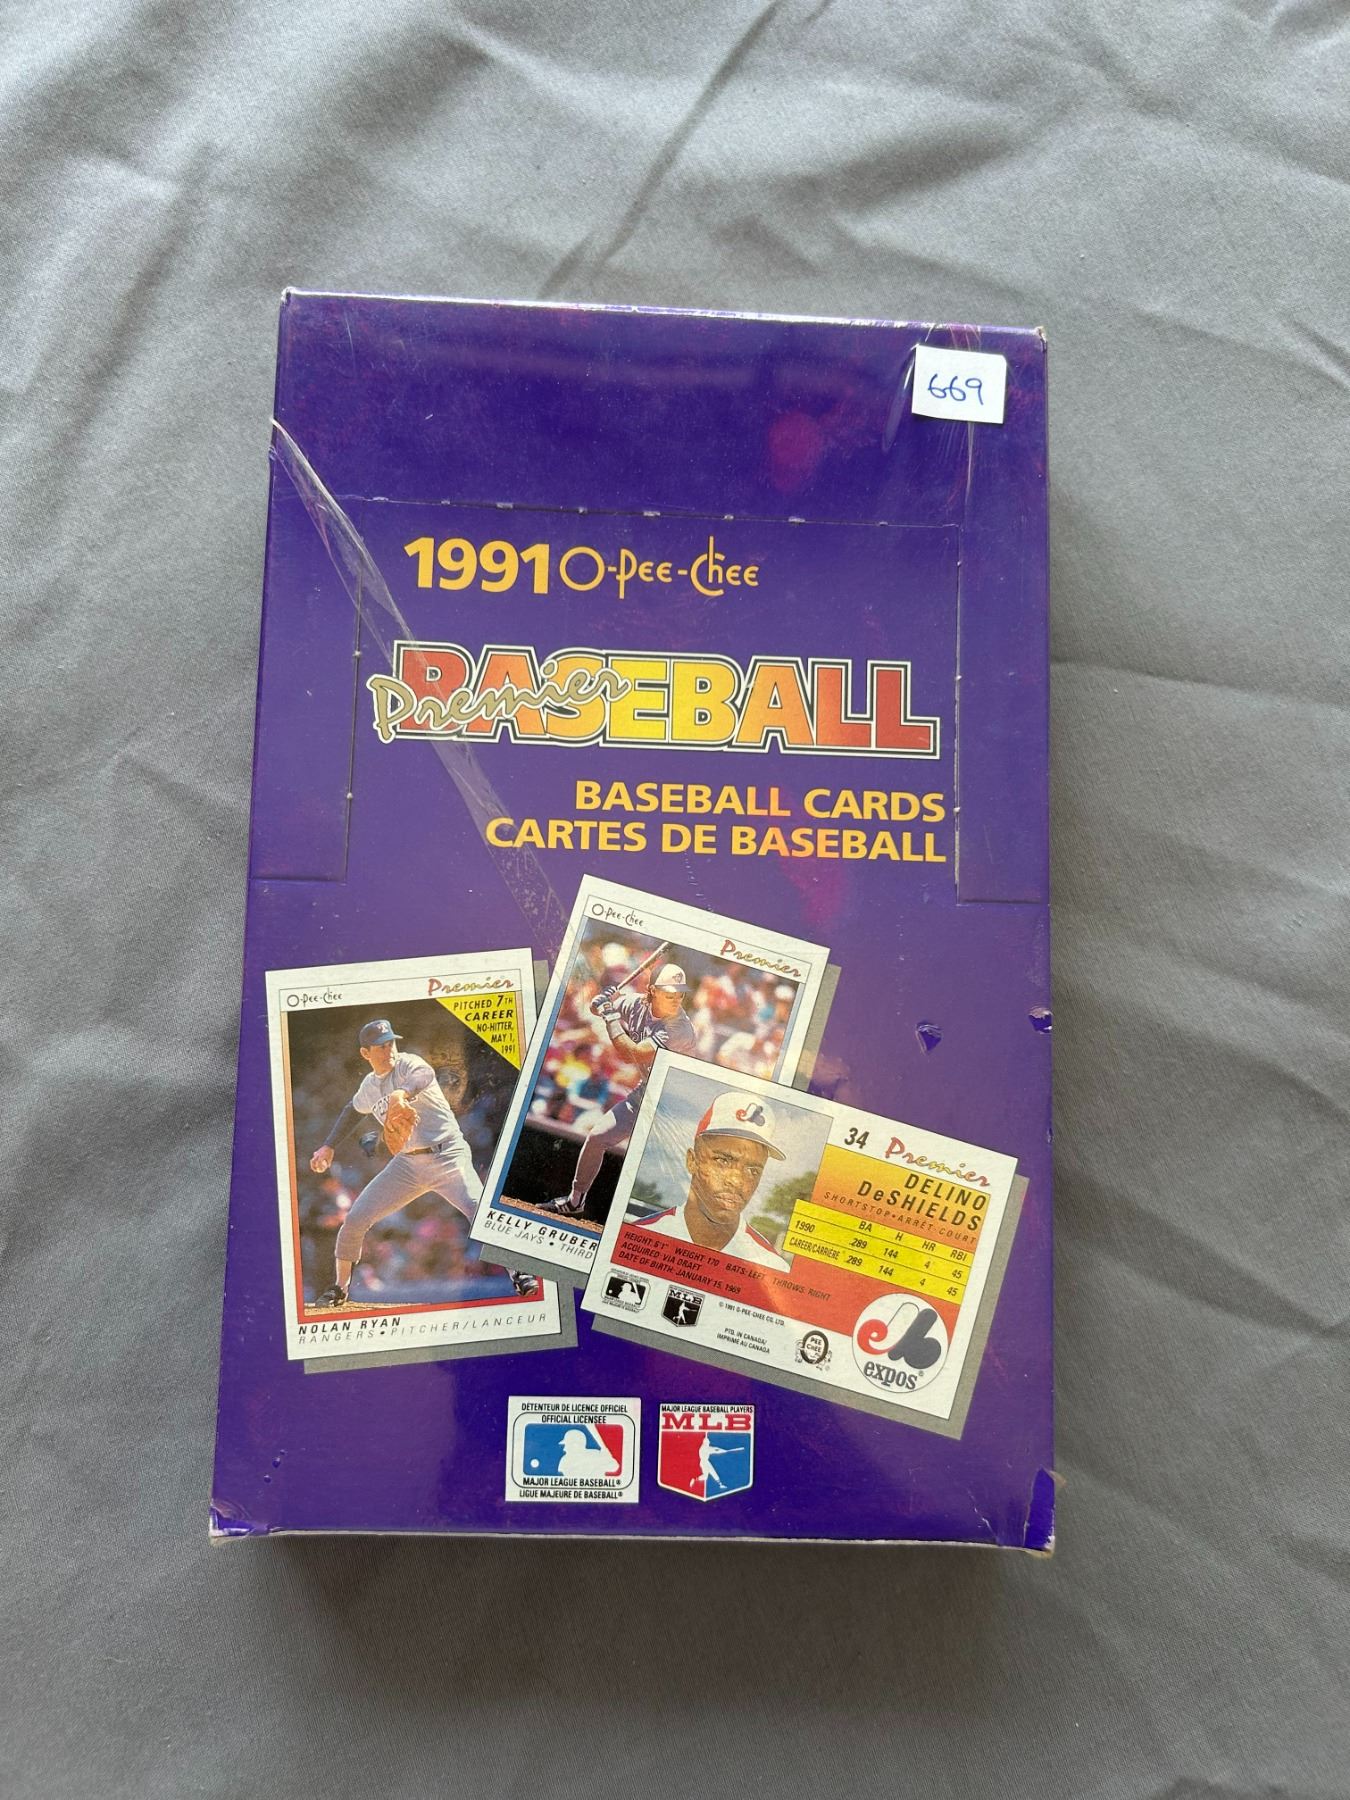 669
1991 O-Pee-Chee
Premier
BASEBALL
BASEBALL CARDS
CARTES DE BASEBALL
O-Pee-Chee Premier
PITCHED 7TH
CAREER
NO-HITTER,
MAY 1,
1991
NOLAN RYAN
RANGERS • PITCHER/LANCEUR
O-Pee-Chee Premier
KELLY GRUBER
BLUE JAYS • THIRD
34 Premier
DELINO
DeSHIELDS
SHORTSTOP • ARRÊT-COURT
BA H HR RBI
1990 .289 144 4 45
CAREER/CARRIÈRE .289 144 4 45
HEIGHT: 6'1" WEIGHT: 170 BATS: LEFT THROWS: RIGHT
ACQUIRED: VIA DRAFT
DATE OF BIRTH: JANUARY 15, 1969
MLB
© 1991 O-PEE-CHEE CO. LTD.
PTD. IN CANADA/
IMPRIMÉ AU CANADA
O
PEE
CHEE
expos
DÉTENTEUR DE LICENCE OFFICIEL
OFFICIAL LICENSEE
MAJOR LEAGUE BASEBALL®
LIGUE MAJEURE DE BASEBALL®
MAJOR LEAGUE BASEBALL PLAYERS
MLB